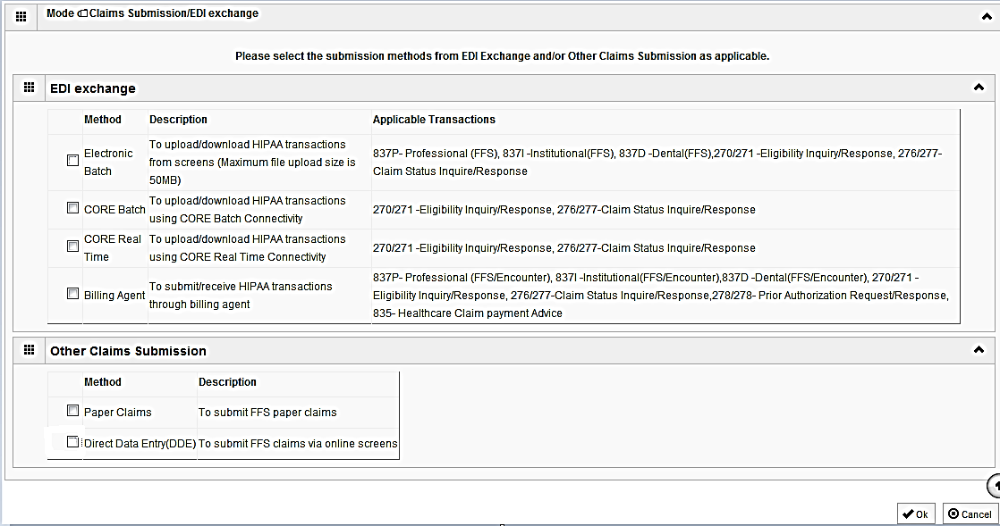 Mode Claims Submission/EDI exchange
Please select the submission methods from EDI Exchange and/or Other Claims Submission as applicable.
EDI exchange
Method Description Applicable Transactions
Electronic Batch To upload/download HIPAA transactions from screens (Maximum file upload size is 50MB) 837P- Professional (FFS), 837I -Institutional(FFS), 837D -Dental(FFS),270/271 -Eligibility Inquiry/Response, 276/277-Claim Status Inquire/Response
CORE Batch To upload/download HIPAA transactions using CORE Batch Connectivity 270/271 -Eligibility Inquiry/Response, 276/277-Claim Status Inquire/Response
CORE Real Time To upload/download HIPAA transactions using CORE Real Time Connectivity 270/271 -Eligibility Inquiry/Response, 276/277-Claim Status Inquire/Response
Billing Agent To submit/receive HIPAA transactions through billing agent 837P- Professional (FFS/Encounter), 837I -Institutional(FFS/Encounter),837D -Dental(FFS/Encounter), 270/271 -Eligibility Inquiry/Response, 276/277-Claim Status Inquire/Response,278/278- Prior Authorization Request/Response, 835- Healthcare Claim payment Advice
Other Claims Submission
Method Description
Paper Claims To submit FFS paper claims
Direct Data Entry(DDE) To submit FFS claims via online screens
Ok Cancel